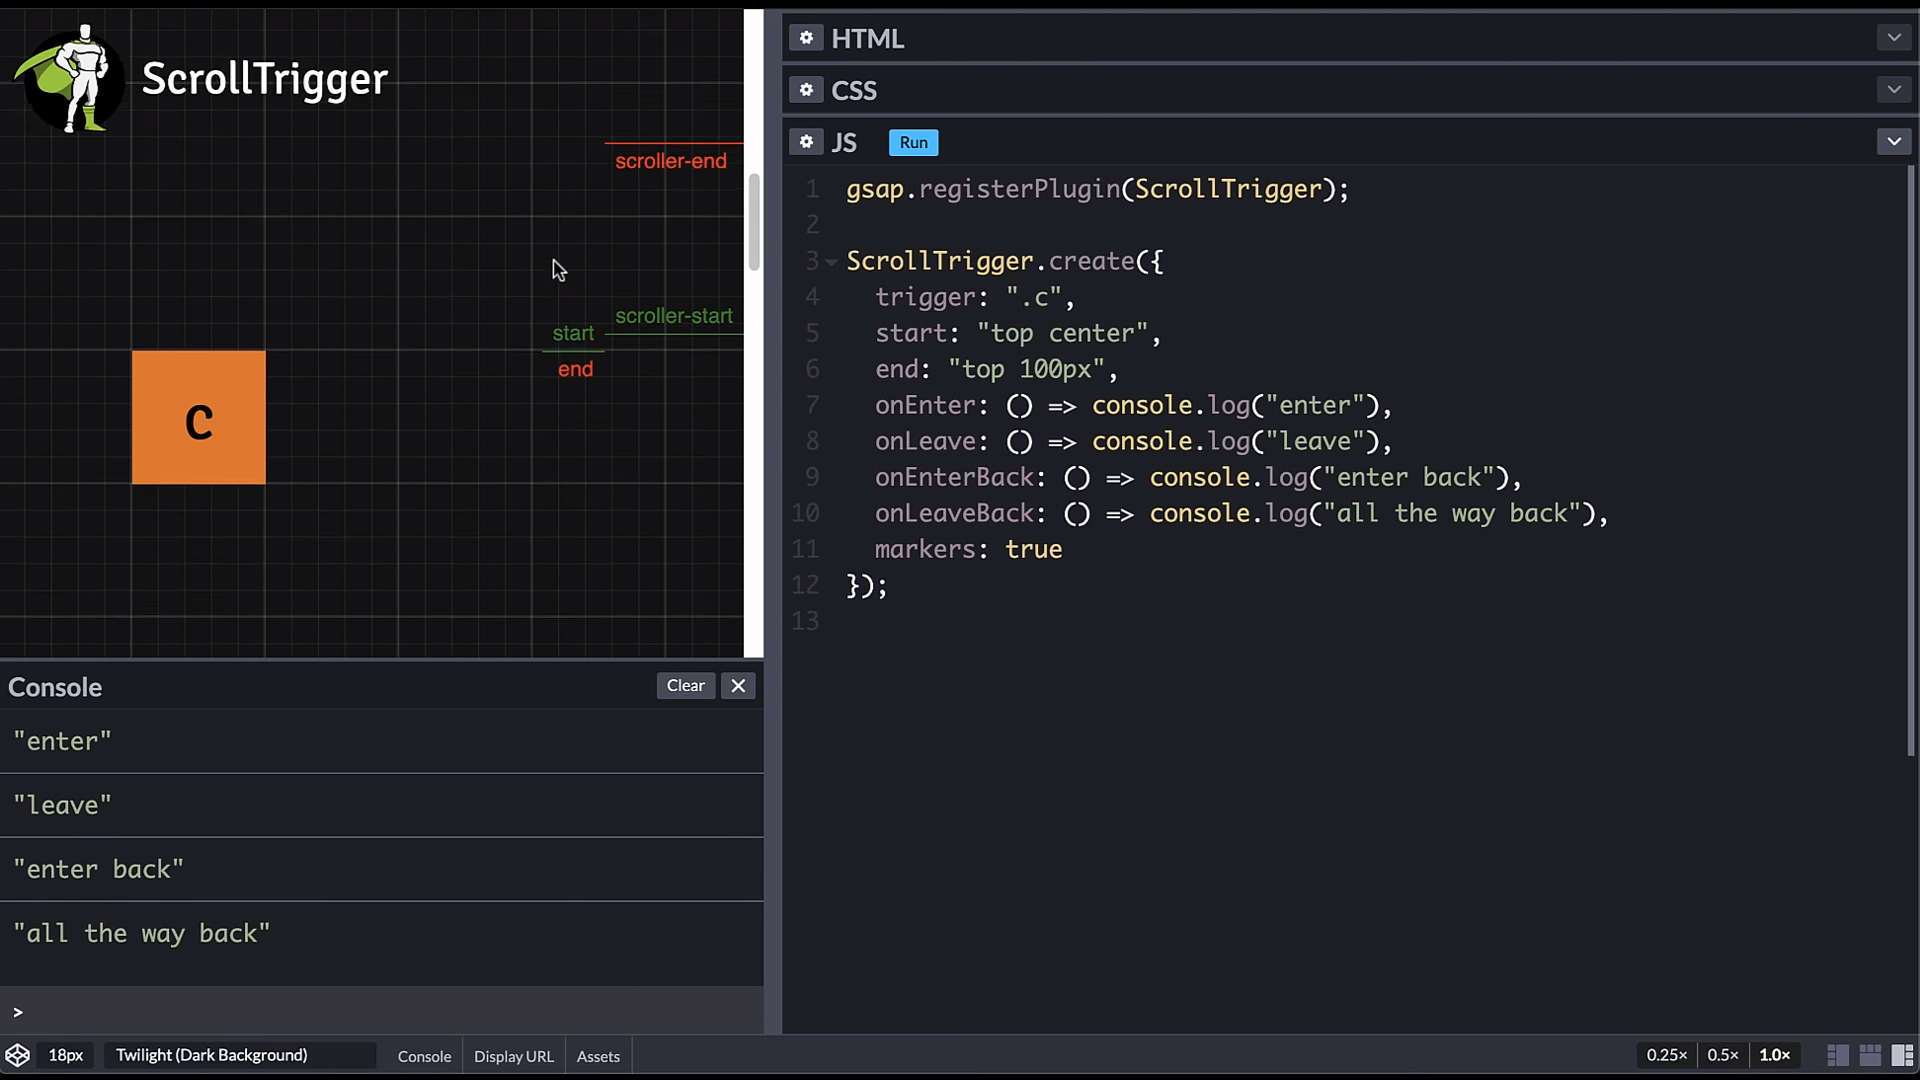 ScrollTrigger
scroller-end
scroller-start
start
end
C
Console
Clear
"enter"
"leave"
"enter back"
"all the way back"
>
HTML
CSS
JS
Run
1 gsap.registerPlugin(ScrollTrigger);
2
3 ScrollTrigger.create({
4 trigger: ".c",
5 start: "top center",
6 end: "top 100px",
7 onEnter: () => console.log("enter"),
8 onLeave: () => console.log("leave"),
9 onEnterBack: () => console.log("enter back"),
10 onLeaveBack: () => console.log("all the way back"),
11 markers: true
12 });
13
18px Twilight (Dark Background) Console Display URL Assets 0.25× 0.5× 1.0×